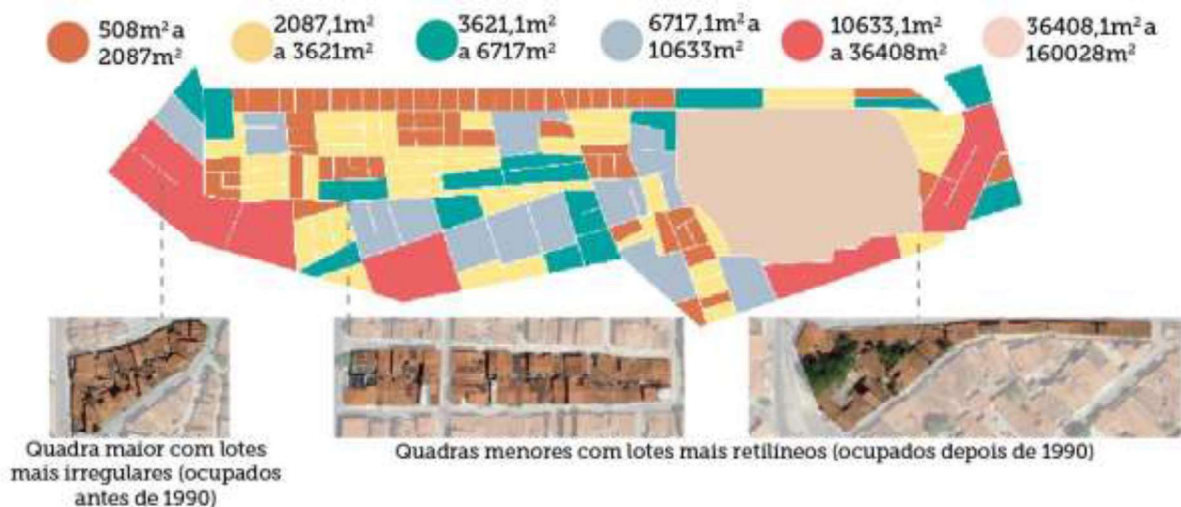 508m² a
2087m²
2087,1m²
a 3621m²
3621,1m²
a 6717m²
6717,1m² a
10633m²
10633,1m²
a 36408m²
36408,1m² a
160028m²
Quadra maior com lotes
mais irregulares (ocupados
antes de 1990)
Quadras menores com lotes mais retilíneos (ocupados depois de 1990)